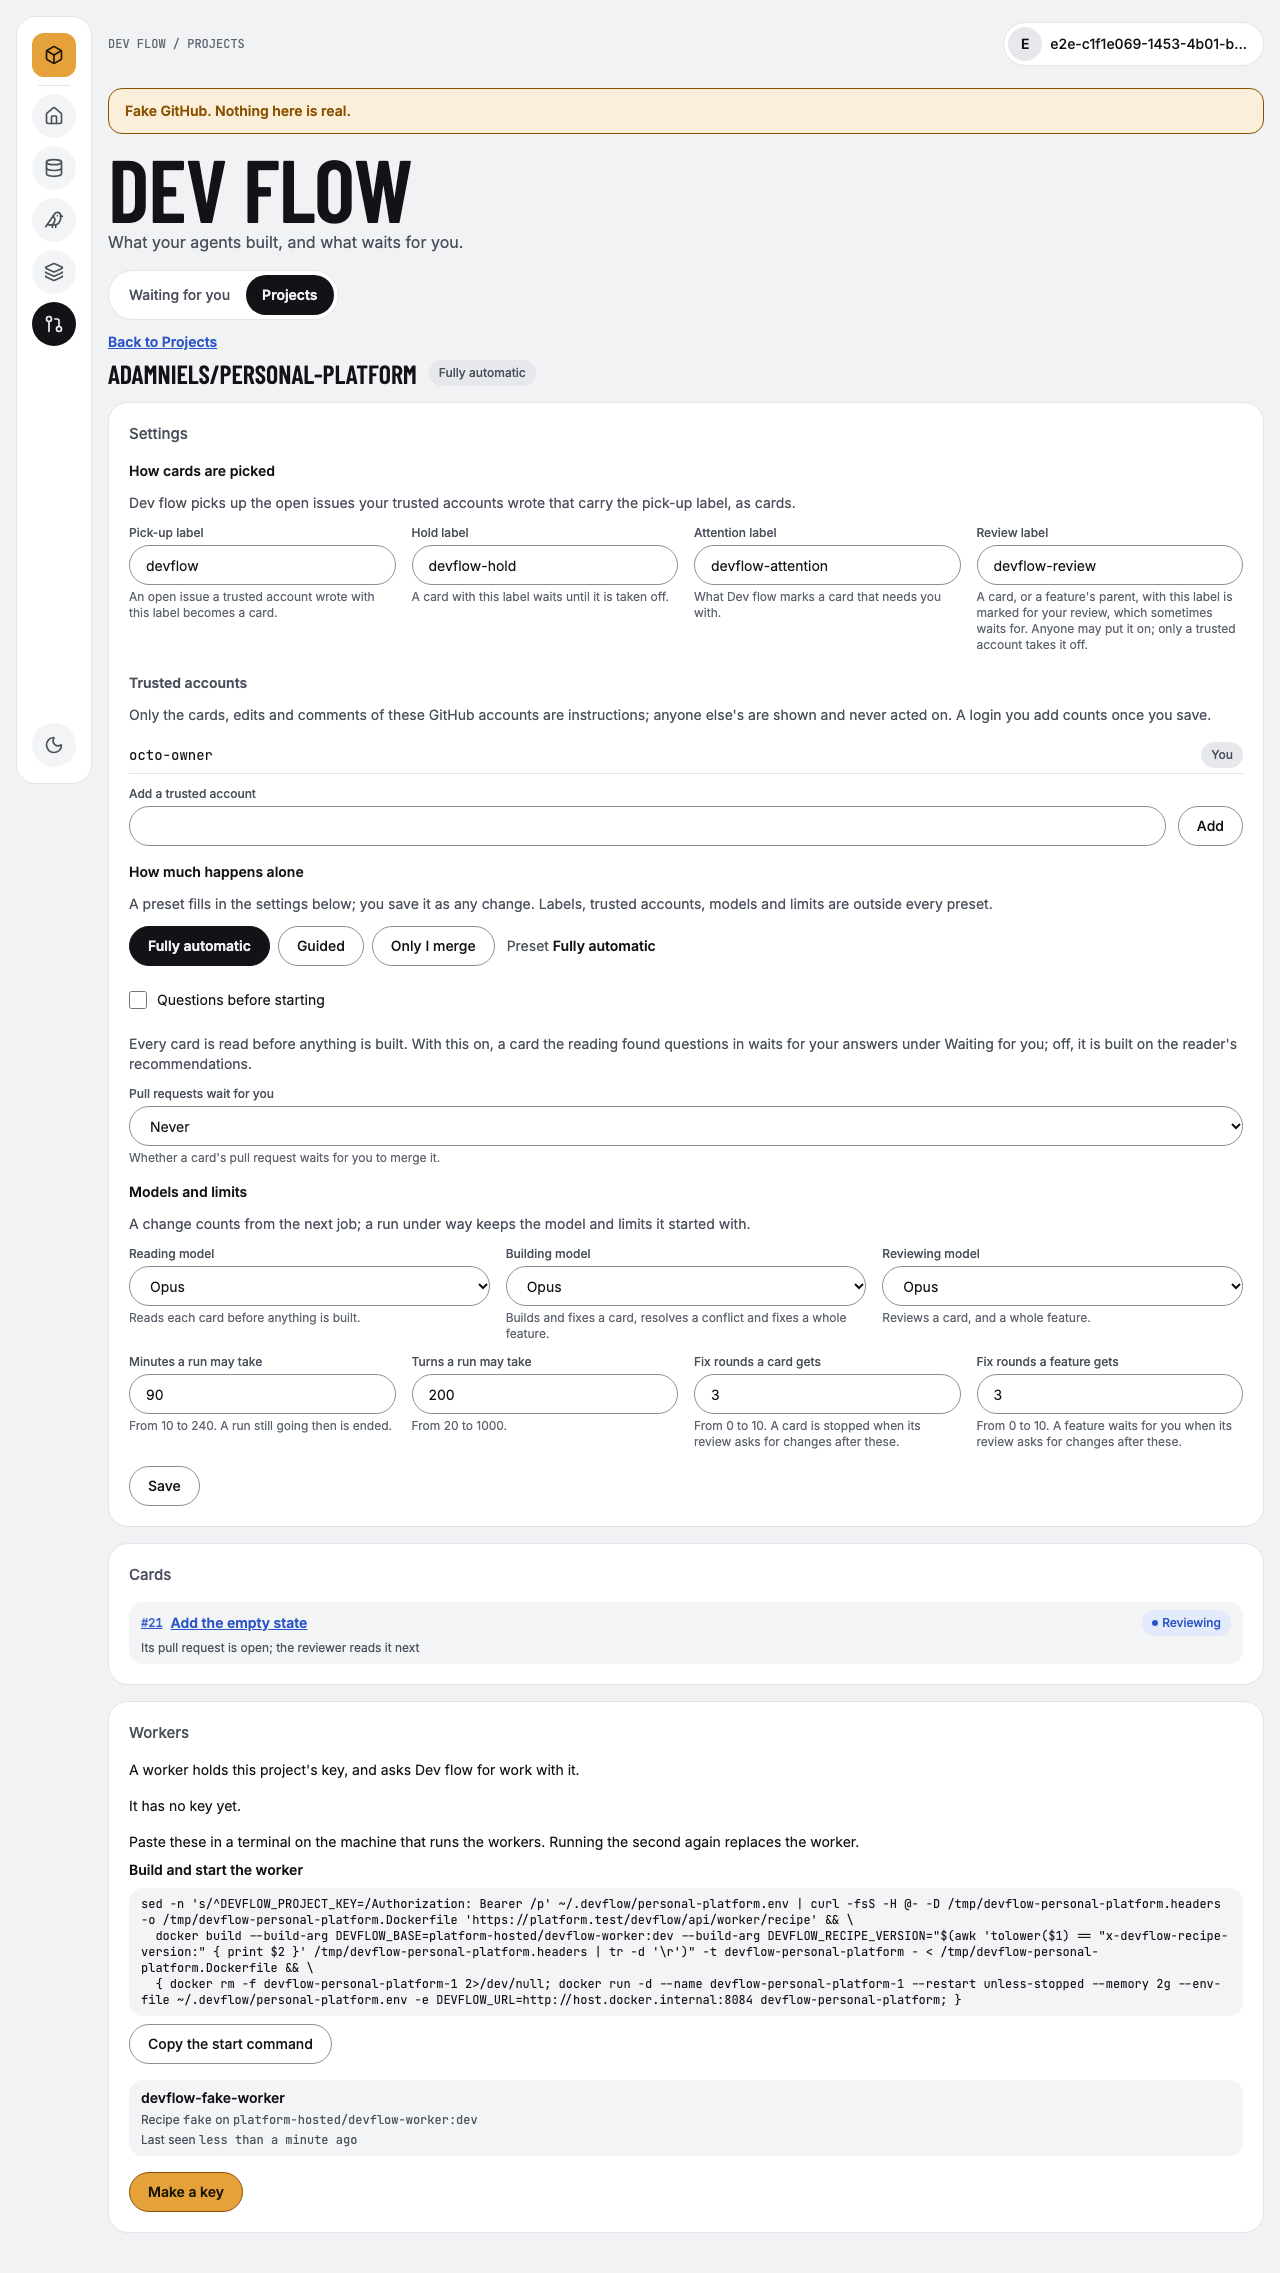 DEV FLOW / PROJECTS
E
e2e-c1f1e069-1453-4b01-b...
Fake GitHub. Nothing here is real.
DEV FLOW
What your agents built, and what waits for you.
Waiting for you
Projects
Back to Projects
ADAMNIELS/PERSONAL-PLATFORM
Fully automatic
Settings
How cards are picked
Dev flow picks up the open issues your trusted accounts wrote that carry the pick-up label, as cards.
Pick-up label
devflow
An open issue a trusted account wrote with
this label becomes a card.
Hold label
devflow-hold
A card with this label waits until it is taken off.
Attention label
devflow-attention
What Dev flow marks a card that needs you
with.
Review label
devflow-review
A card, or a feature's parent, with this label is
marked for your review, which sometimes
waits for. Anyone may put it on; only a trusted
account takes it off.
Trusted accounts
Only the cards, edits and comments of these GitHub accounts are instructions; anyone else's are shown and never acted on. A login you add counts once you save.
octo-owner
You
Add a trusted account
Add
How much happens alone
A preset fills in the settings below; you save it as any change. Labels, trusted accounts, models and limits are outside every preset.
Fully automatic
Guided
Only I merge
Preset Fully automatic
Questions before starting
Every card is read before anything is built. With this on, a card the reading found questions in waits for your answers under Waiting for you; off, it is built on the reader's
recommendations.
Pull requests wait for you
Never
Whether a card's pull request waits for you to merge it.
Models and limits
A change counts from the next job; a run under way keeps the model and limits it started with.
Reading model
Opus
Reads each card before anything is built.
Building model
Opus
Builds and fixes a card, resolves a conflict and fixes a whole
feature.
Reviewing model
Opus
Reviews a card, and a whole feature.
Minutes a run may take
90
From 10 to 240. A run still going then is ended.
Turns a run may take
200
From 20 to 1000.
Fix rounds a card gets
3
From 0 to 10. A card is stopped when its
review asks for changes after these.
Fix rounds a feature gets
3
From 0 to 10. A feature waits for you when its
review asks for changes after these.
Save
Cards
#21 Add the empty state
Reviewing
Its pull request is open; the reviewer reads it next
Workers
A worker holds this project's key, and asks Dev flow for work with it.
It has no key yet.
Paste these in a terminal on the machine that runs the workers. Running the second again replaces the worker.
Build and start the worker
sed -n 's/^DEVFLOW_PROJECT_KEY=/Authorization: Bearer /p' ~/.devflow/personal-platform.env | curl -fsS -H @- -D /tmp/devflow-personal-platform.headers
-o /tmp/devflow-personal-platform.Dockerfile 'https://platform.test/devflow/api/worker/recipe' && \
docker build --build-arg DEVFLOW_BASE=platform-hosted/devflow-worker:dev --build-arg DEVFLOW_RECIPE_VERSION="$(awk 'tolower($1) == "x-devflow-recipe-
version:" { print $2 }' /tmp/devflow-personal-platform.headers | tr -d '\r')" -t devflow-personal-platform - < /tmp/devflow-personal-
platform.Dockerfile && \
{ docker rm -f devflow-personal-platform-1 2>/dev/null; docker run -d --name devflow-personal-platform-1 --restart unless-stopped --memory 2g --env-
file ~/.devflow/personal-platform.env -e DEVFLOW_URL=http://host.docker.internal:8084 devflow-personal-platform; }
Copy the start command
devflow-fake-worker
Recipe fake on platform-hosted/devflow-worker:dev
Last seen less than a minute ago
Make a key